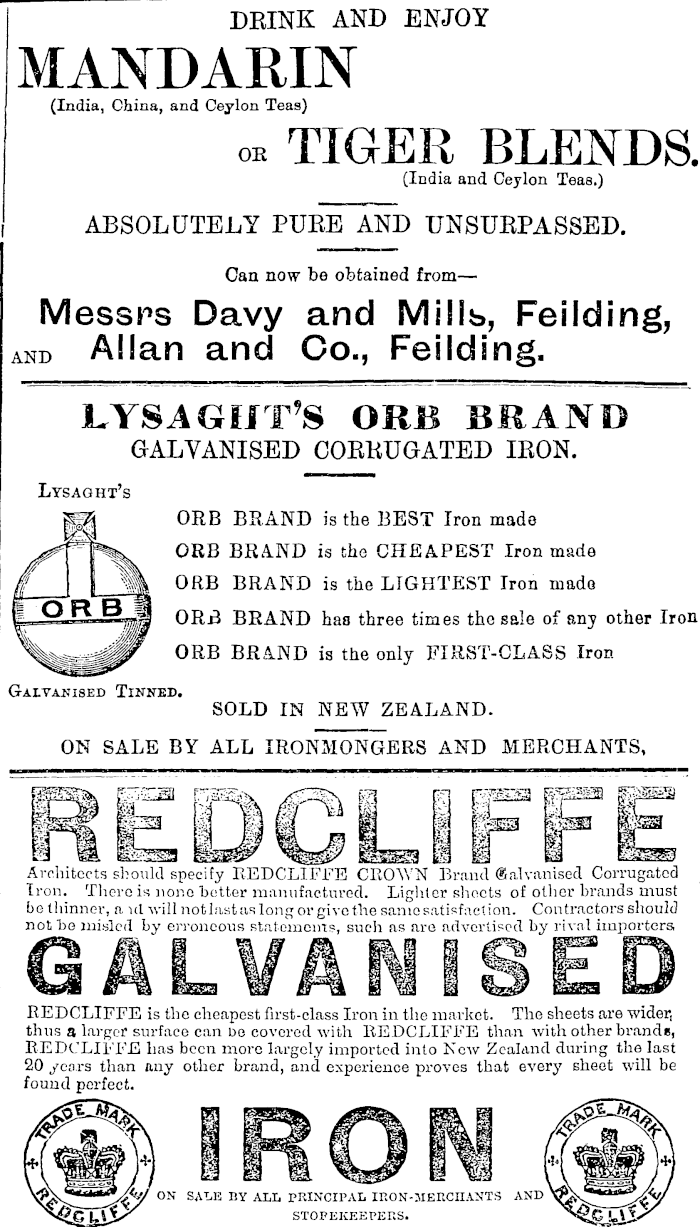 DRINK AND ENJOY
MANDARIN
(India, China, and Ceylon Teas)
OR TIGER BLENDS.
(India and Ceylon Teas.)
ABSOLUTELY PURE AND UNSURPASSED.
Can now be obtained from—
Messrs Davy and Mills, Feilding,
AND Allan and Co., Feilding.
LYSAGHT'S ORB BRAND
GALVANISED CORRUGATED IRON.
LYSAGHT'S
ORB
GALVANISED TINNED.
ORB BRAND is the BEST Iron made
ORB BRAND is the CHEAPEST Iron made
ORB BRAND is the LIGHTEST Iron made
ORB BRAND has three times the sale of any other Iron
ORB BRAND is the only FIRST-CLASS Iron
SOLD IN NEW ZEALAND.
ON SALE BY ALL IRONMONGERS AND MERCHANTS,
REDCLIFFE
Architects should specify REDCLIFFE CROWN Brand Galvanised Corrugated
Iron. There is none better manufactured. Lighter sheets of other brands must
be thinner, and will not last as long or give the same satisfaction. Contractors should
not be misled by erroneous statements, such as are advertised by rival importers
GALVANISED
REDCLIFFE is the cheapest first-class Iron in the market. The sheets are wider,
thus a larger surface can be covered with REDCLIFFE than with other brands,
REDCLIFFE has been more largely imported into New Zealand during the last
20 years than any other brand, and experience proves that every sheet will be
found perfect.
TRADE MARK
REDCLIFFE
IRON
TRADE MARK
REDCLIFFE
ON SALE BY ALL PRINCIPAL IRON-MERCHANTS AND
STOREKEEPERS.